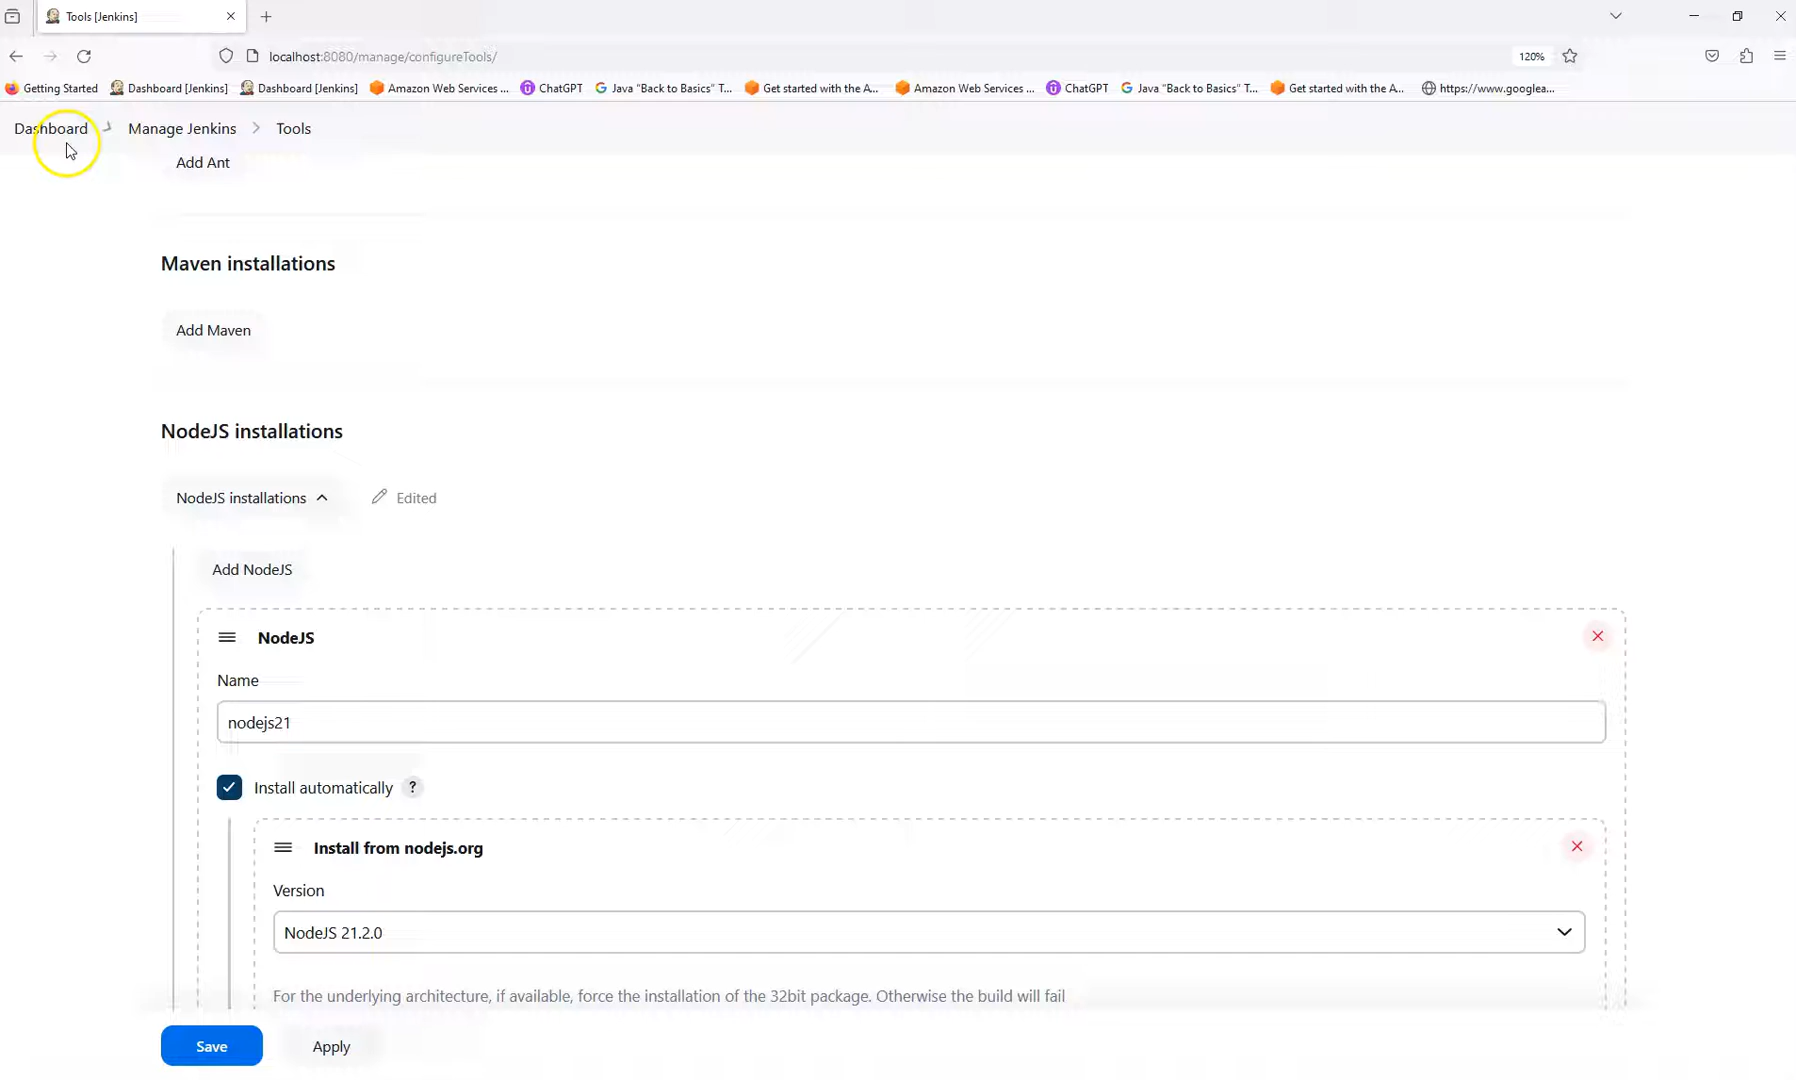 Tools [Jenkins]
localhost:8080/manage/configureTools/
120%
Getting Started
Dashboard [Jenkins]
Dashboard [Jenkins]
Amazon Web Services ...
ChatGPT
Java "Back to Basics" T...
Get started with the A...
Amazon Web Services ...
ChatGPT
Java "Back to Basics" T...
Get started with the A...
https://www.googlea...
Dashboard
Manage Jenkins
Tools
Add Ant
Maven installations
Add Maven
NodeJS installations
NodeJS installations
Edited
Add NodeJS
NodeJS
Name
nodejs21
Install automatically ?
Install from nodejs.org
Version
NodeJS 21.2.0
For the underlying architecture, if available, force the installation of the 32bit package. Otherwise the build will fail
Save
Apply